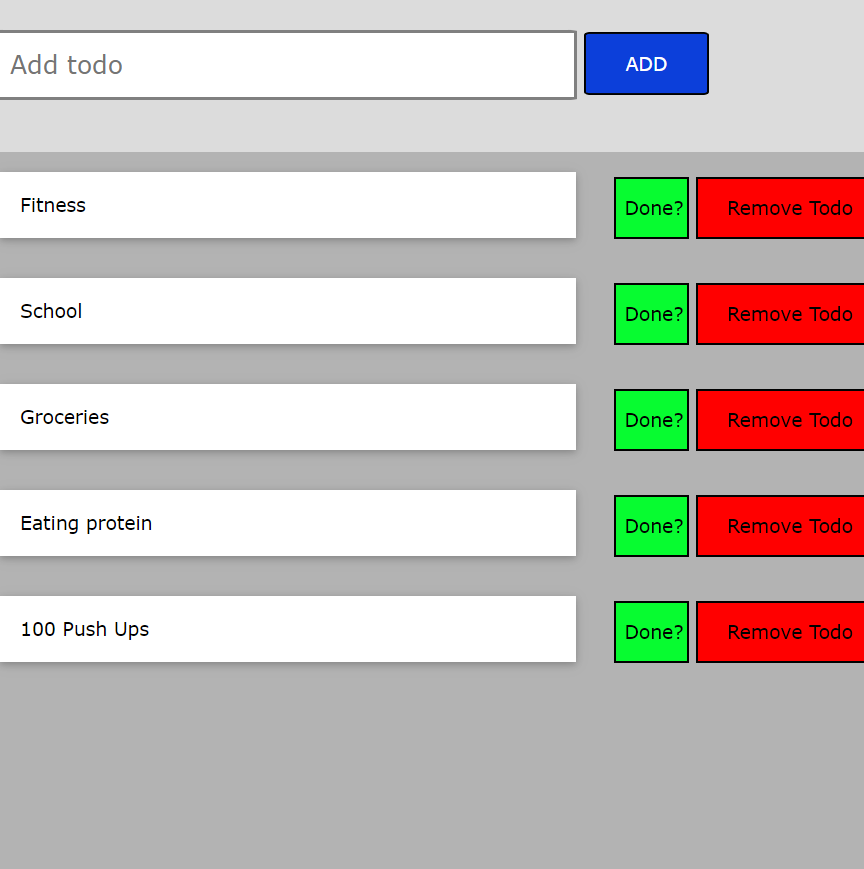 Add todo ADD
Fitness Done? Remove Todo
School Done? Remove Todo
Groceries Done? Remove Todo
Eating protein Done? Remove Todo
100 Push Ups Done? Remove Todo